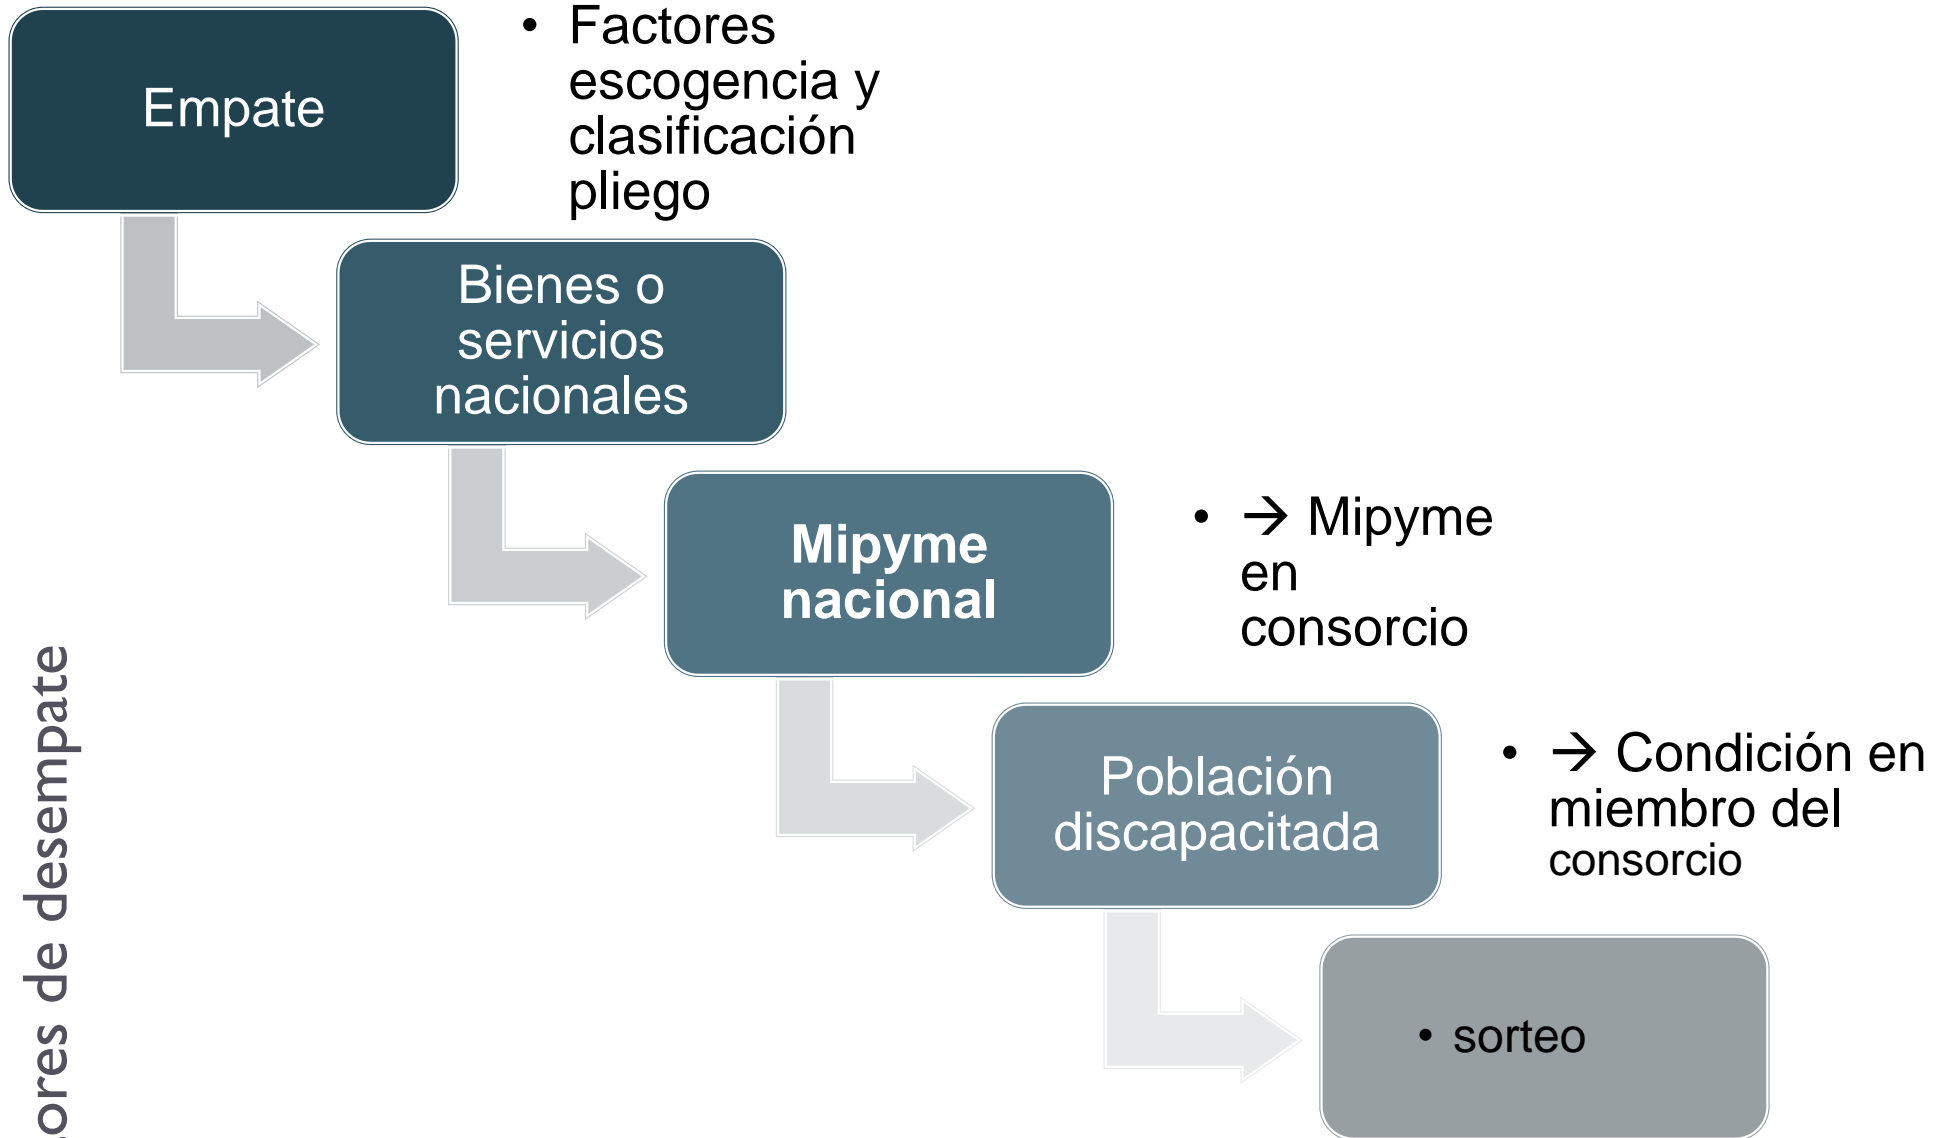 Empate
• Factores
escogencia y
clasificación
pliego
Bienes o
servicios
nacionales
Mipyme
nacional
• → Mipyme
en
consorcio
Población
discapacitada
• → Condición en
miembro del
consorcio
• sorteo
ores de desempate